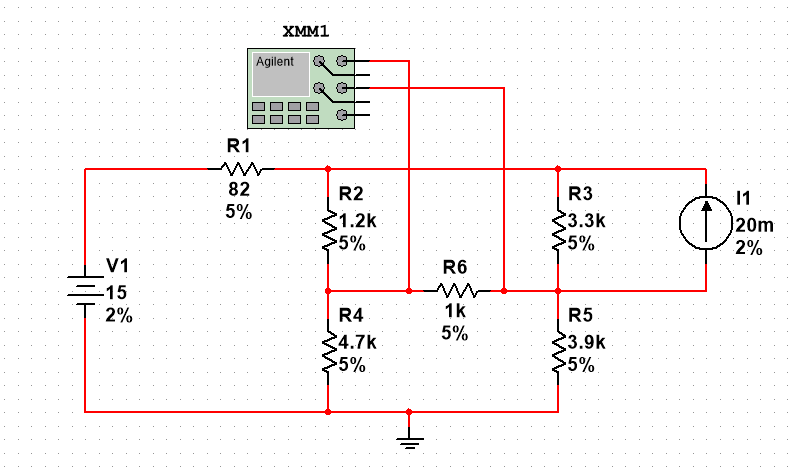 XMM1
Agilent
R1
82
5%
R2
1.2k
5%
R3
3.3k
5%
I1
20m
2%
V1
15
2%
R6
1k
5%
R4
4.7k
5%
R5
3.9k
5%